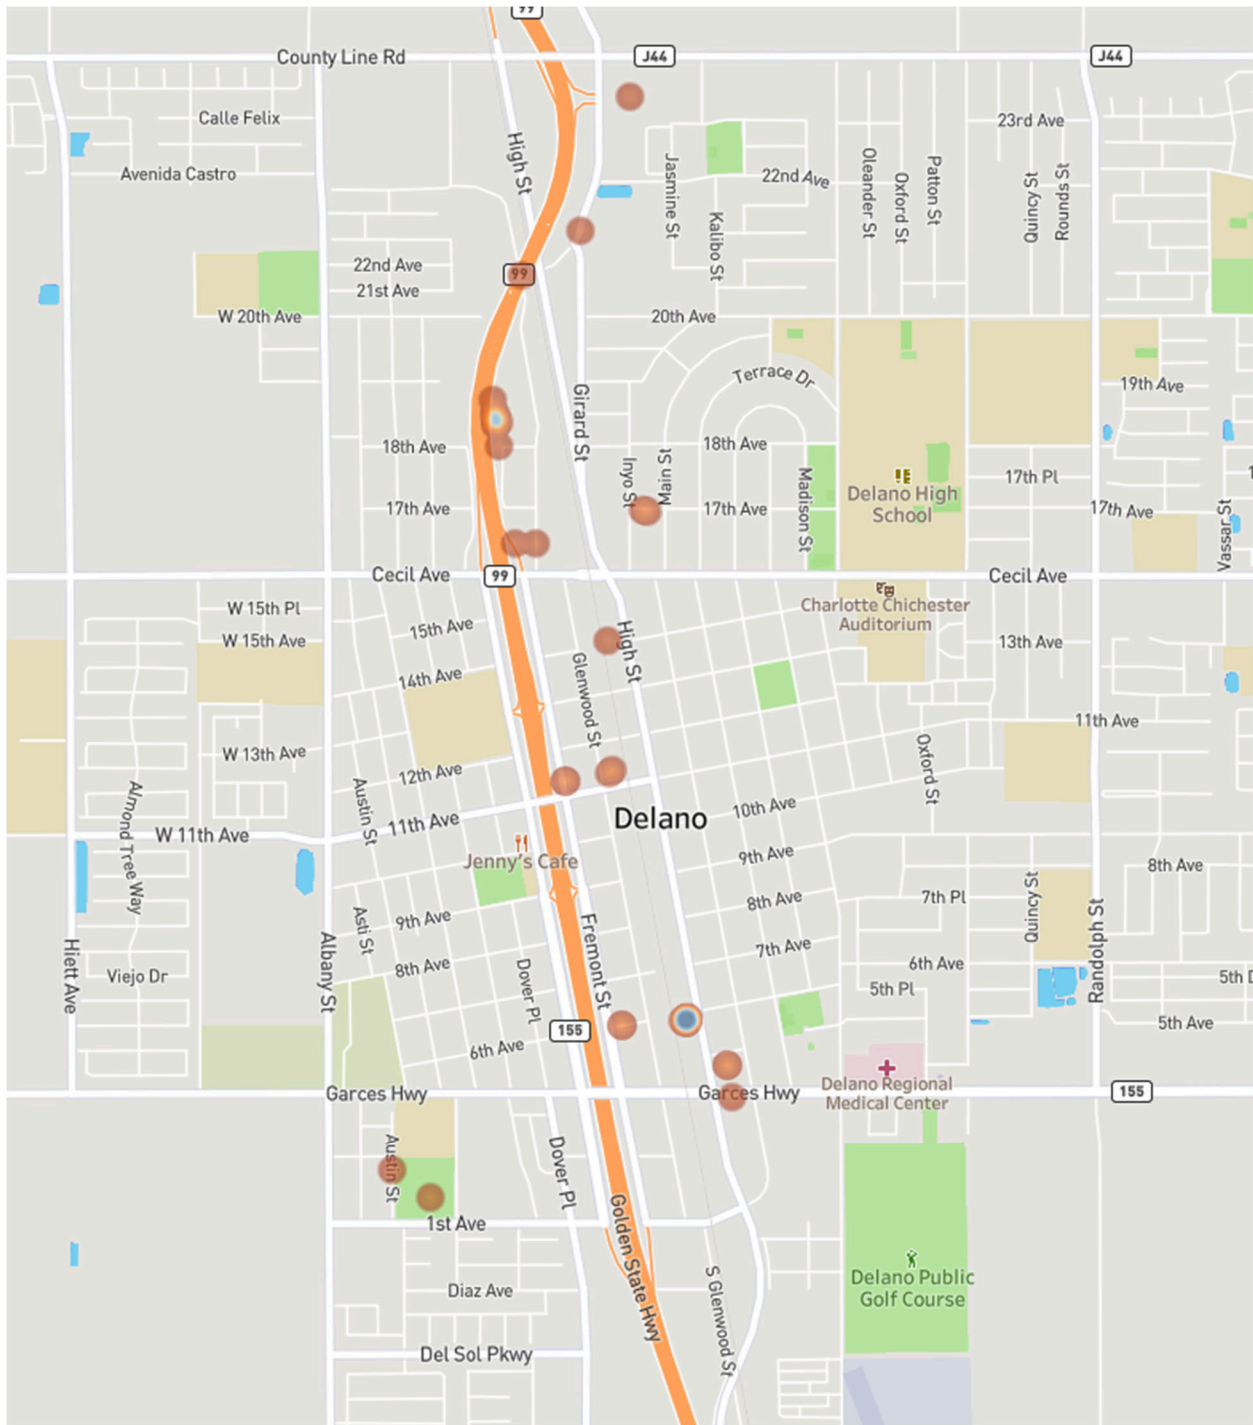 99
County Line Rd
J44
J44
Calle Felix
23rd Ave
High St
Avenida Castro
Jasmine St
22nd Ave
Oleander St
Oxford St
Patton St
Quincy St
Rounds St
Kalibo St
22nd Ave
99
21st Ave
W 20th Ave
20th Ave
Terrace Dr
19th Ave
Girard St
18th Ave
18th Ave
Inyo St
Main St
Madison St
17th Pl
Delano High
School
17th Ave
17th Ave
17th Ave
Vassar St
1
Cecil Ave
99
Cecil Ave
W 15th Pl
Charlotte Chichester
Auditorium
15th Ave
W 15th Ave
13th Ave
High St
Glenwood St
14th Ave
11th Ave
W 13th Ave
12th Ave
Oxford St
Almond Tree Way
Austin St
10th Ave
Delano
11th Ave
W 11th Ave
Jenny's Cafe
9th Ave
8th Ave
7th Pl
8th Ave
Quincy St
9th Ave
Asti St
Fremont St
Randolph St
7th Ave
Hiett Ave
Albany St
8th Ave
Viejo Dr
Dover Pl
6th Ave
5th Pl
5th D
155
5th Ave
6th Ave
Garces Hwy
Garces Hwy
Delano Regional
Medical Center
155
Austin St
Dover Pl
1st Ave
Golden State Hwy
S Glenwood St
Delano Public
Golf Course
Diaz Ave
Del Sol Pkwy